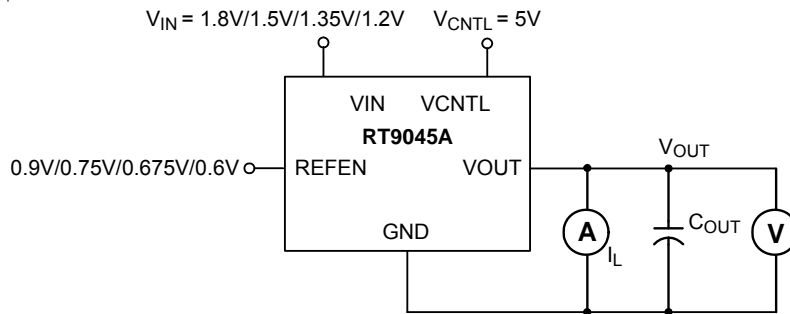 V_IN = 1.8V/1.5V/1.35V/1.2V
V_CNTL = 5V
VIN
VCNTL
RT9045A
0.9V/0.75V/0.675V/0.6V
REFEN
VOUT
V_OUT
GND
A
I_L
C_OUT
V